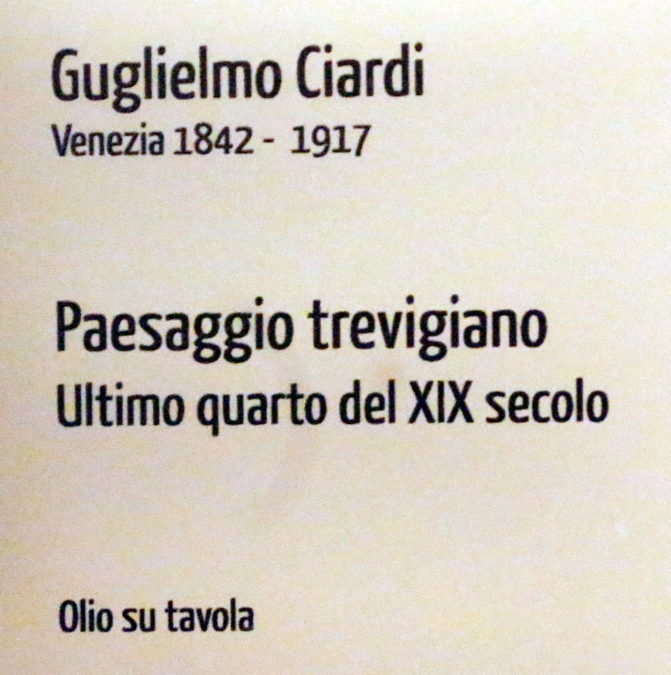 Guglielmo Ciardi
Venezia 1842 - 1917
Paesaggio trevigiano
Ultimo quarto del XIX secolo
Olio su tavola